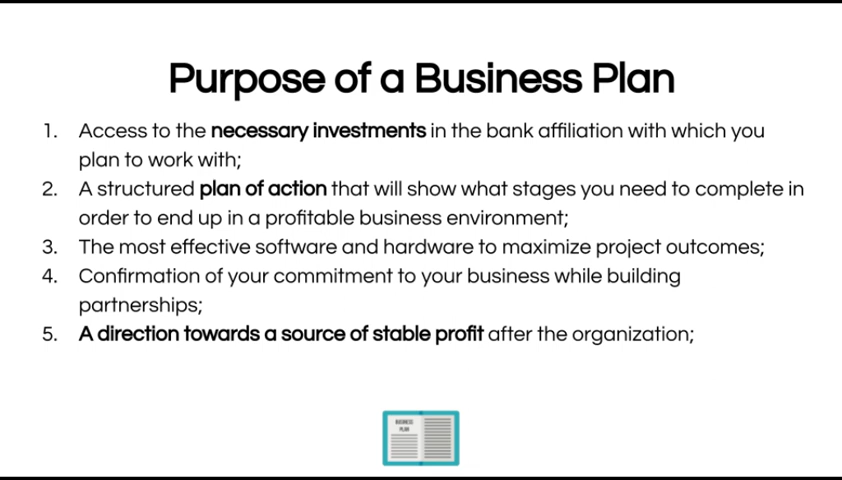 Purpose of a Business Plan
1. Access to the necessary investments in the bank affiliation with which you
plan to work with;
2. A structured plan of action that will show what stages you need to complete in
order to end up in a profitable business environment;
3. The most effective software and hardware to maximize project outcomes;
4. Confirmation of your commitment to your business while building
partnerships;
5. A direction towards a source of stable profit after the organization;
BUSINESS
PLAN